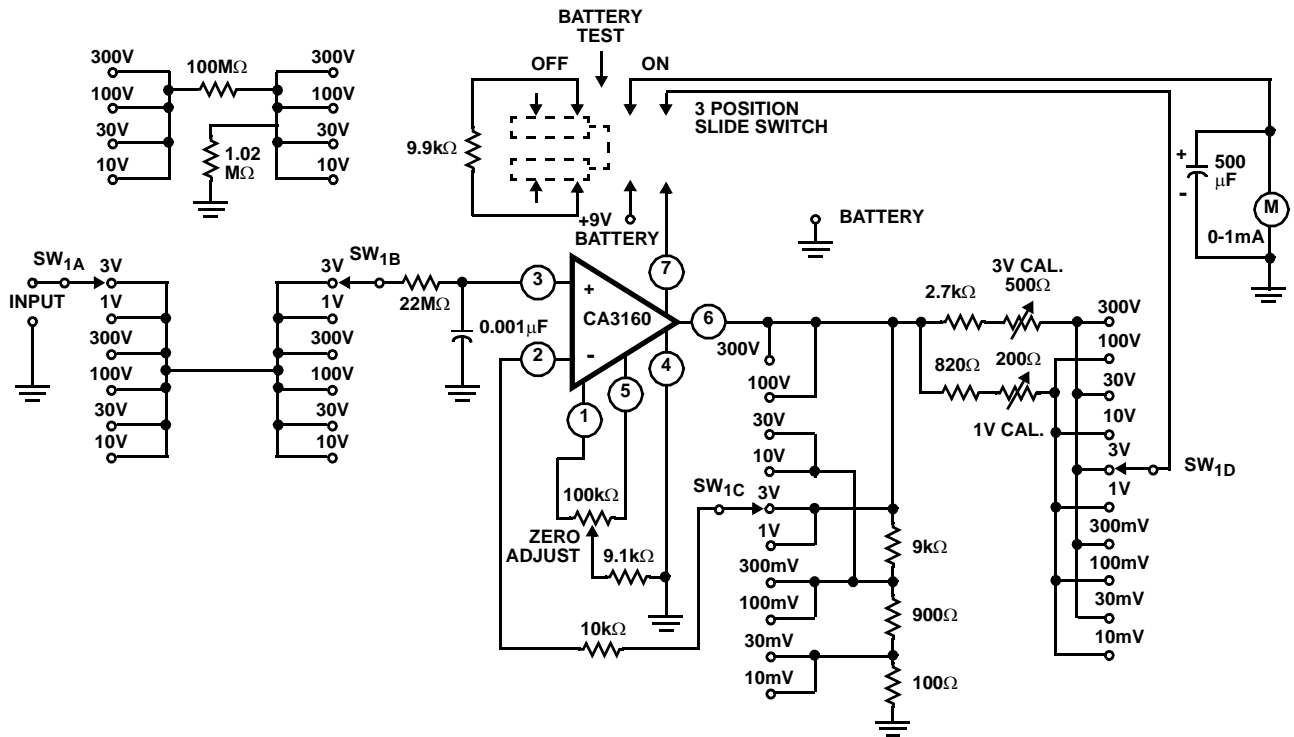 BATTERY
TEST
OFF
ON
300V
100V
30V
10V
100MΩ
1.02
MΩ
300V
100V
30V
10V
9.9kΩ
3 POSITION
SLIDE SWITCH
+9V
BATTERY
BATTERY
+
500
µF
-
M
0-1mA
SW1A
INPUT
3V
1V
300V
100V
30V
10V
3V
1V
300V
100V
30V
10V
SW1B
22MΩ
0.001µF
3
2
+
-
CA3160
7
6
4
5
1
100kΩ
ZERO
ADJUST
9.1kΩ
10kΩ
SW1C
300V
100V
30V
10V
3V
1V
300mV
100mV
30mV
10mV
9kΩ
900Ω
100Ω
2.7kΩ
3V CAL.
500Ω
820Ω
200Ω
1V CAL.
300V
100V
30V
10V
3V
1V
300mV
100mV
30mV
10mV
SW1D